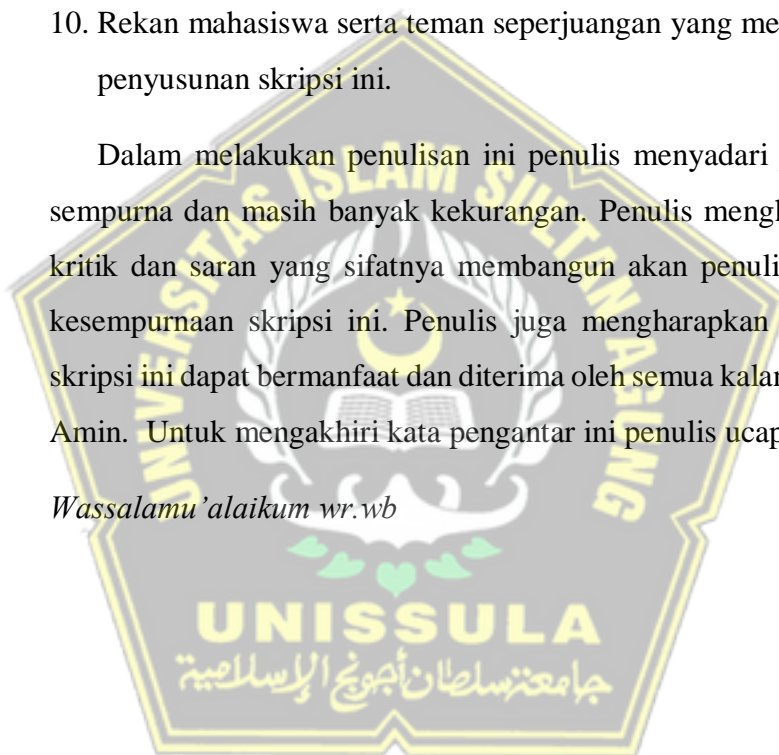 10. Rekan mahasiswa serta teman seperjuangan yang me
penyusunan skripsi ini.
Dalam melakukan penulisan ini penulis menyadari
sempurna dan masih banyak kekurangan. Penulis mengh
kritik dan saran yang sifatnya membangun akan penuli
kesempurnaan skripsi ini. Penulis juga mengharapkan
skripsi ini dapat bermanfaat dan diterima oleh semua kalan
Amin. Untuk mengakhiri kata pengantar ini penulis ucap
Wassalamu’alaikum wr.wb
UNIVERSITAS ISLAM SULTAN AGUNG
UNISSULA
جامعة سلطان أجونج الإسلامية